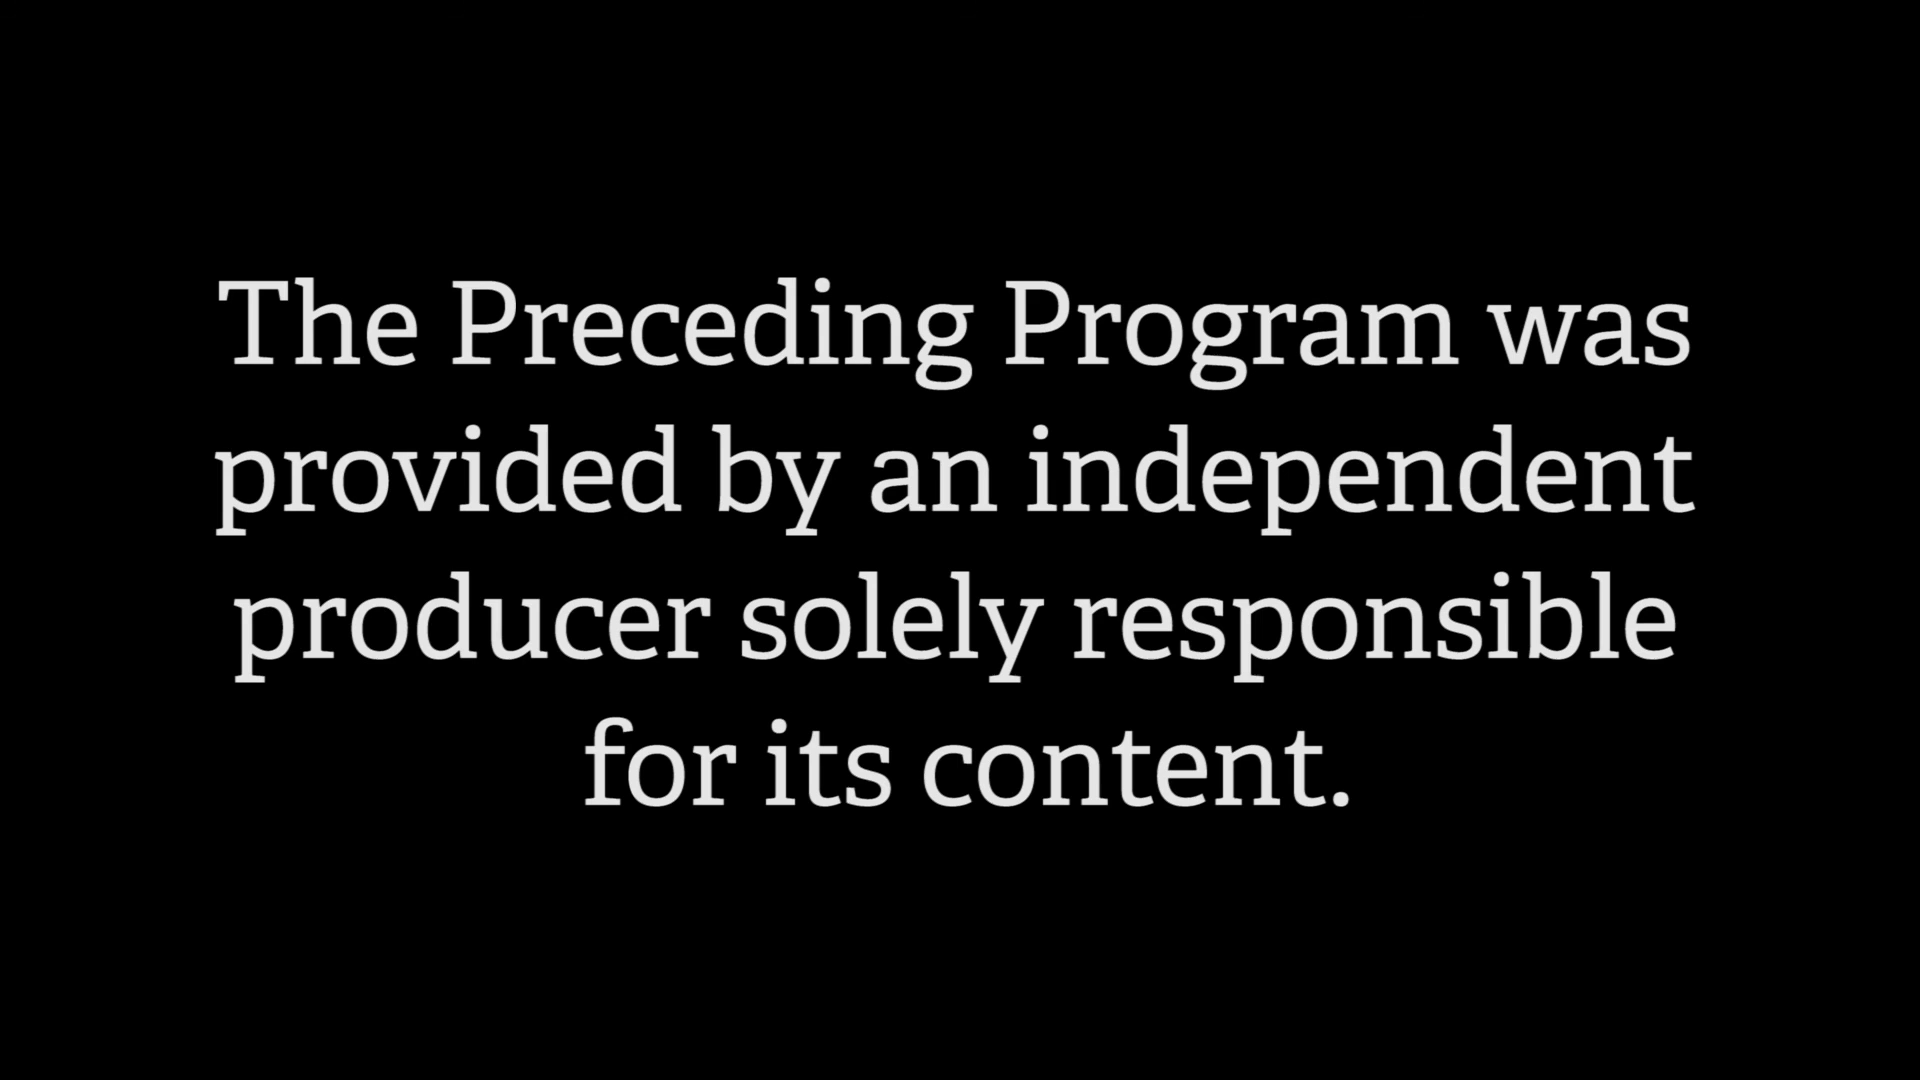 The Preceding Program was
provided by an independent
producer solely responsible
for its content.